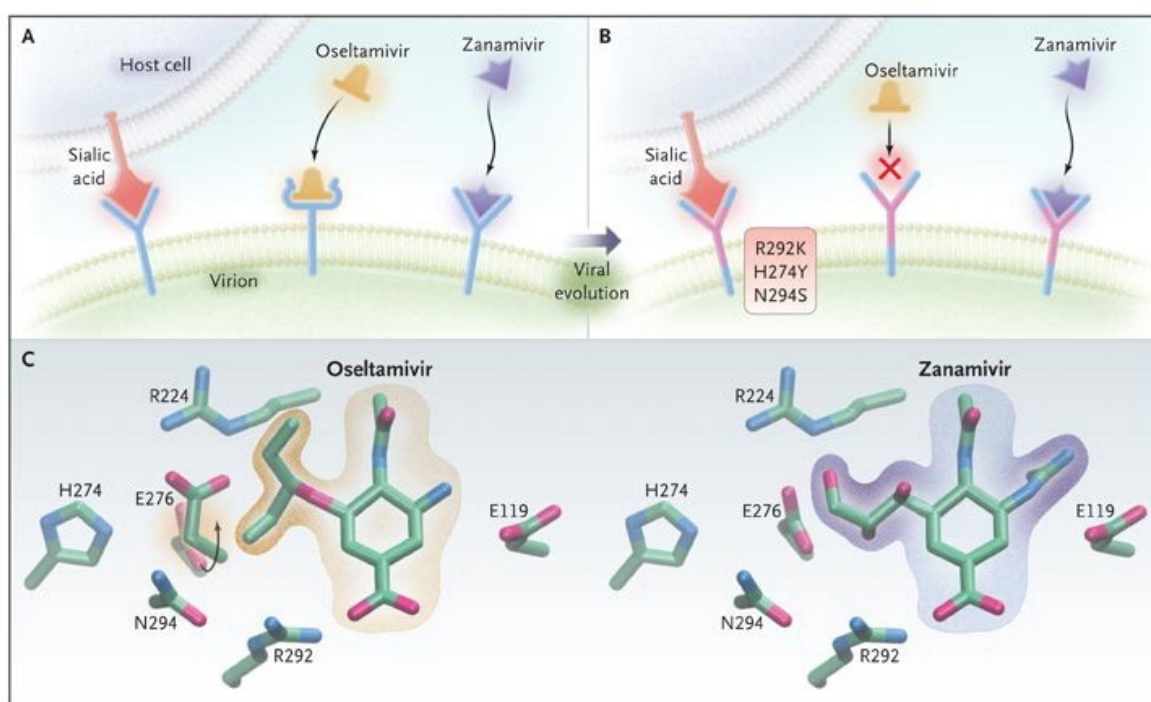 A
Host cell
Oseltamivir
Zanamivir
Sialic
acid
Virion
Viral
evolution
B
Oseltamivir
Zanamivir
Sialic
acid
R292K
H274Y
N294S
C
Oseltamivir
R224
H274
E276
E119
N294
R292
Zanamivir
R224
H274
E276
E119
N294
R292